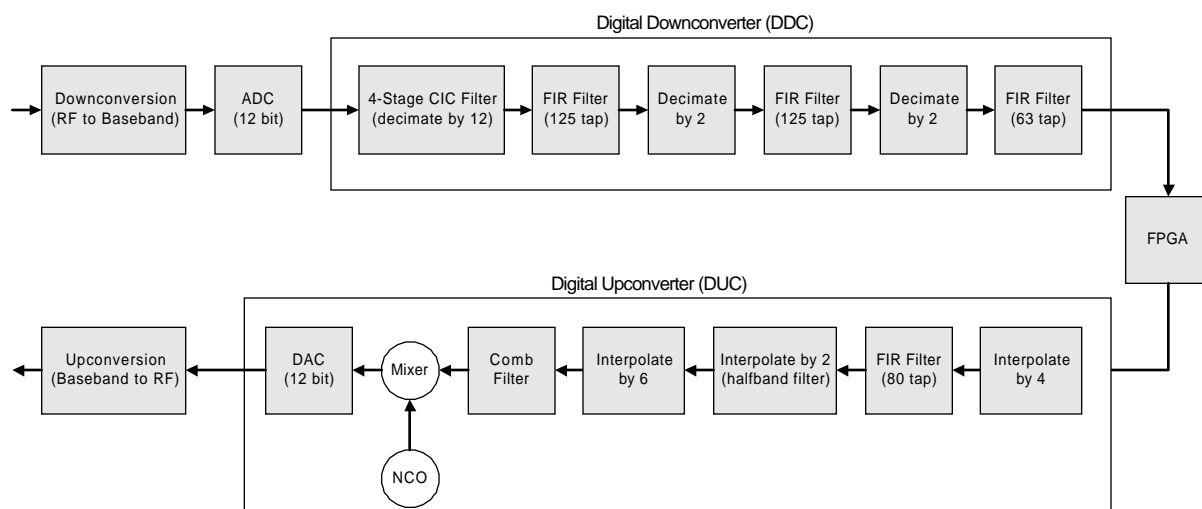 Digital Downconverter (DDC)
Downconversion
(RF to Baseband)
ADC
(12 bit)
4-Stage CIC Filter
(decimate by 12)
FIR Filter
(125 tap)
Decimate
by 2
FIR Filter
(125 tap)
Decimate
by 2
FIR Filter
(63 tap)
FPGA
Digital Upconverter (DUC)
Upconversion
(Baseband to RF)
DAC
(12 bit)
Mixer
Comb
Filter
Interpolate
by 6
Interpolate by 2
(halfband filter)
FIR Filter
(80 tap)
Interpolate
by 4
NCO